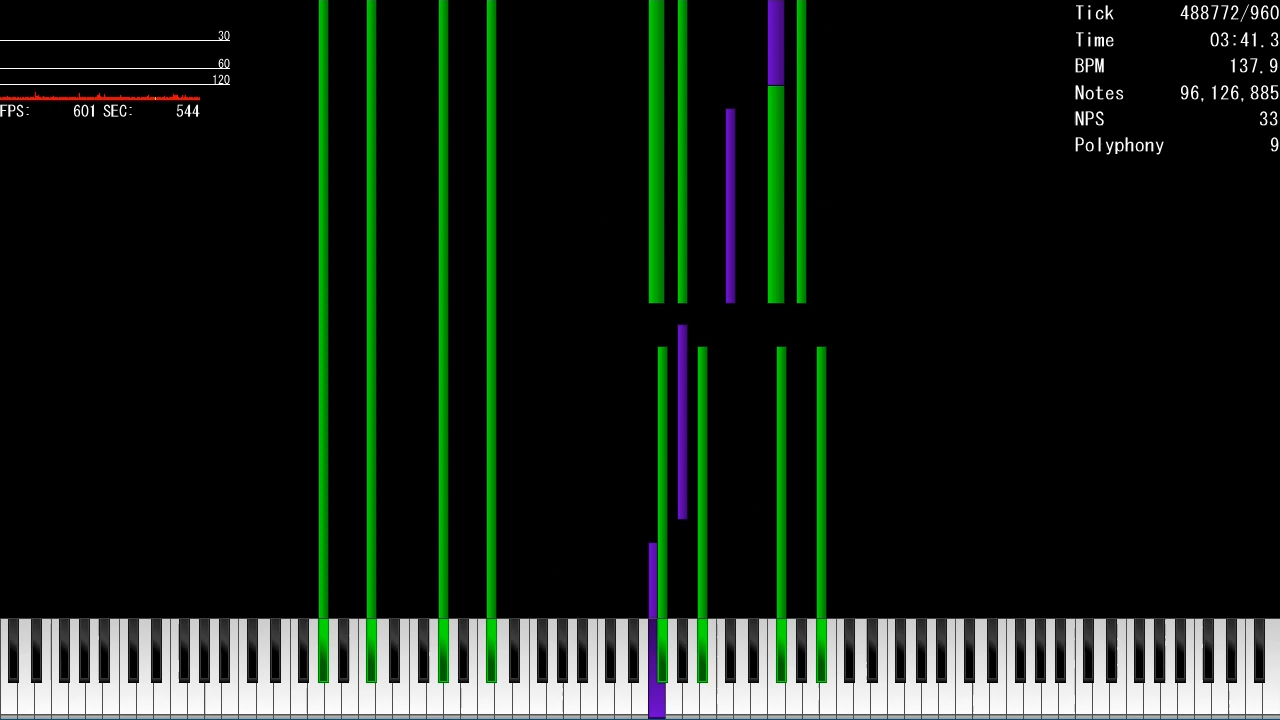 30
60
120
FPS: 601 SEC: 544
Tick 488772/960
Time 03:41.3
BPM 137.9
Notes 96,126,885
NPS 33
Polyphony 9